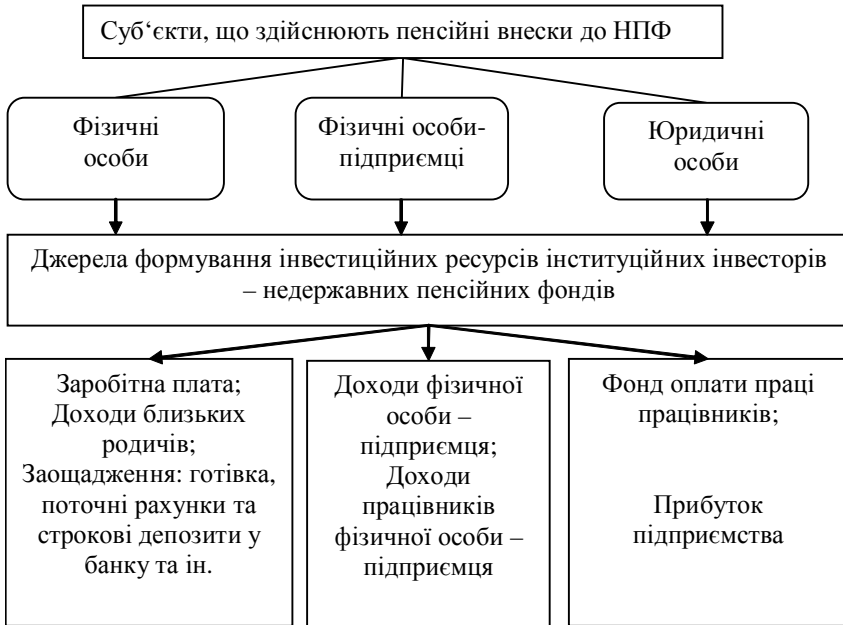 Суб‘єкти, що здійснюють пенсійні внески до НПФ
Фізичні
особи
Фізичні особи-
підприємці
Юридичні
особи
Джерела формування інвестиційних ресурсів інституційних інвесторів
– недержавних пенсійних фондів
Заробітна плата;
Доходи близьких
родичів;
Заощадження: готівка,
поточні рахунки та
строкові депозити у
банку та ін.
Доходи фізичної
особи –
підприємця;
Доходи
працівників
фізичної особи –
підприємця
Фонд оплати праці
працівників;
Прибуток
підприємства